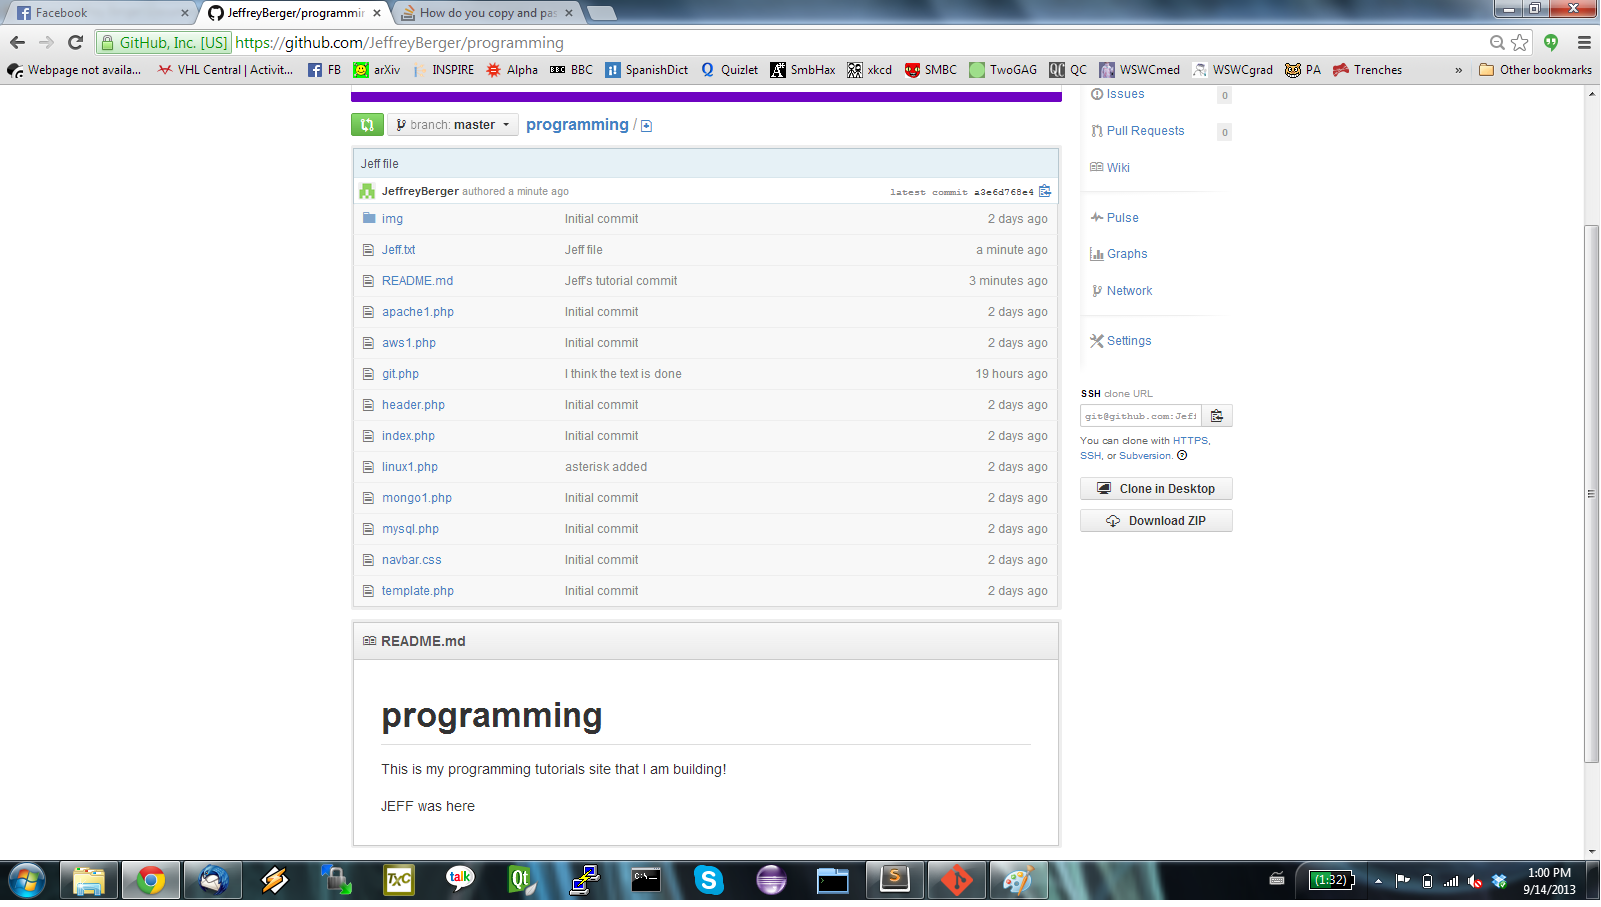 Facebook
JeffreyBerger/programmin
How do you copy and pas
GitHub, Inc. [US] https://github.com/JeffreyBerger/programming
Webpage not availa... VHL Central | Activit... FB arXiv INSPIRE Alpha BBC SpanishDict Quizlet SmbHax xkcd SMBC TwoGAG QC WSWCmed WSWCgrad PA Trenches » Other bookmarks
Issues 0
branch: master programming /
Pull Requests 0
Wiki
Jeff file
JeffreyBerger authored a minute ago latest commit a3e6d768e4
img Initial commit 2 days ago
Jeff.txt Jeff file a minute ago
README.md Jeff's tutorial commit 3 minutes ago
apache1.php Initial commit 2 days ago
aws1.php Initial commit 2 days ago
git.php I think the text is done 19 hours ago
header.php Initial commit 2 days ago
index.php Initial commit 2 days ago
linux1.php asterisk added 2 days ago
mongo1.php Initial commit 2 days ago
mysql.php Initial commit 2 days ago
navbar.css Initial commit 2 days ago
template.php Initial commit 2 days ago
Pulse
Graphs
Network
Settings
SSH clone URL
git@github.com:Jeff
You can clone with HTTPS,
SSH, or Subversion.
Clone in Desktop
Download ZIP
README.md
programming
This is my programming tutorials site that I am building!
JEFF was here
TxC
talk
Qt
C:\
S
(1:32)
1:00 PM
9/14/2013